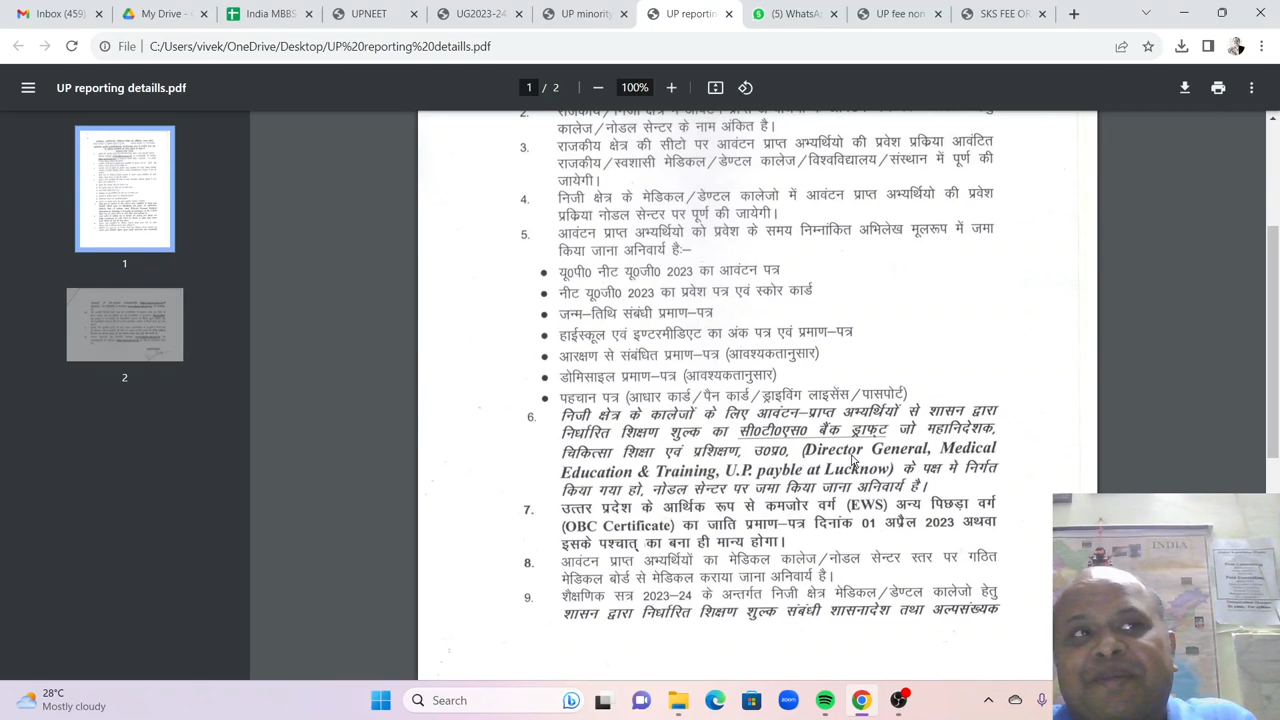 Inbox (459)
My Drive -
India MBBS
UPNEET
UG2023-24
UP minority
UP reportin
(5) WhatsA
UP fee non
SKS FEE OR
File
C:/Users/vivek/OneDrive/Desktop/UP%20reporting%20detaills.pdf
UP reporting detaills.pdf
1 / 2
100%
1
2
2.
कालेज/नोडल सेन्टर के नाम अंकित है।
3. राजकीय क्षेत्र की सीटो पर आवंटन प्राप्त अभ्यर्थियो की प्रवेश प्रक्रिया आवंटित
राजकीय/स्वशासी मेडिकल/डेण्टल कालेज/विश्वविद्यालय/संस्थान में पूर्ण की
जायेगी।
4. निजी क्षेत्र के मेडिकल/डेण्टल कालेजो में आवंटन प्राप्त अभ्यर्थियो की प्रवेश
प्रक्रिया नोडल सेन्टर पर पूर्ण की जायेगी।
5. आवंटन प्राप्त अभ्यर्थियो को प्रवेश के समय निम्नांकित अभिलेख मूलरूप में जमा
किया जाना अनिवार्य हैः-
• यू0पी0 नीट यू0जी0 2023 का आवंटन पत्र
• नीट यू0जी0 2023 का प्रवेश पत्र एवं स्कोर कार्ड
• जन्म-तिथि संबंधी प्रमाण-पत्र
• हाईस्कूल एवं इण्टरमीडिएट का अंक पत्र एवं प्रमाण-पत्र
• आरक्षण से संबंधित प्रमाण-पत्र (आवश्यकतानुसार)
• डोमिसाइल प्रमाण-पत्र (आवश्यकतानुसार)
• पहचान पत्र (आधार कार्ड/पैन कार्ड/ड्राइविंग लाइसेंस/पासपोर्ट)
6. निजी क्षेत्र के कालेजों के लिए आवंटन-प्राप्त अभ्यर्थियों से शासन द्वारा
निर्धारित शिक्षण शुल्क का सी0टी0एस0 बैंक ड्राफ्ट जो महानिदेशक,
चिकित्सा शिक्षा एवं प्रशिक्षण, उ0प्र0, (Director General, Medical
Education & Training, U.P. payble at Lucknow) के पक्ष मे निर्गत
किया गया हो, नोडल सेन्टर पर जमा किया जाना अनिवार्य है।
7. उत्तर प्रदेश के आर्थिक रूप से कमजोर वर्ग (EWS) अन्य पिछड़ा वर्ग
(OBC Certificate) का जाति प्रमाण-पत्र दिनांक 01 अप्रैल 2023 अथवा
इसके पश्चात् का बना ही मान्य होगा।
8. आवंटन प्राप्त अभ्यर्थियों का मेडिकल कालेज/नोडल सेन्टर स्तर पर गठित
मेडिकल बोर्ड से मेडिकल कराया जाना अनिवार्य है।
9. शैक्षणिक सत्र 2023-24 के अन्तर्गत निजी क्षेत्र मेडिकल/डेण्टल कालेजो हेतु
शासन द्वारा निर्धारित शिक्षण शुल्क संबंधी शासनादेश तथा अल्पसंख्यक
INDIA
28°C
Mostly cloudy
Search
zoom